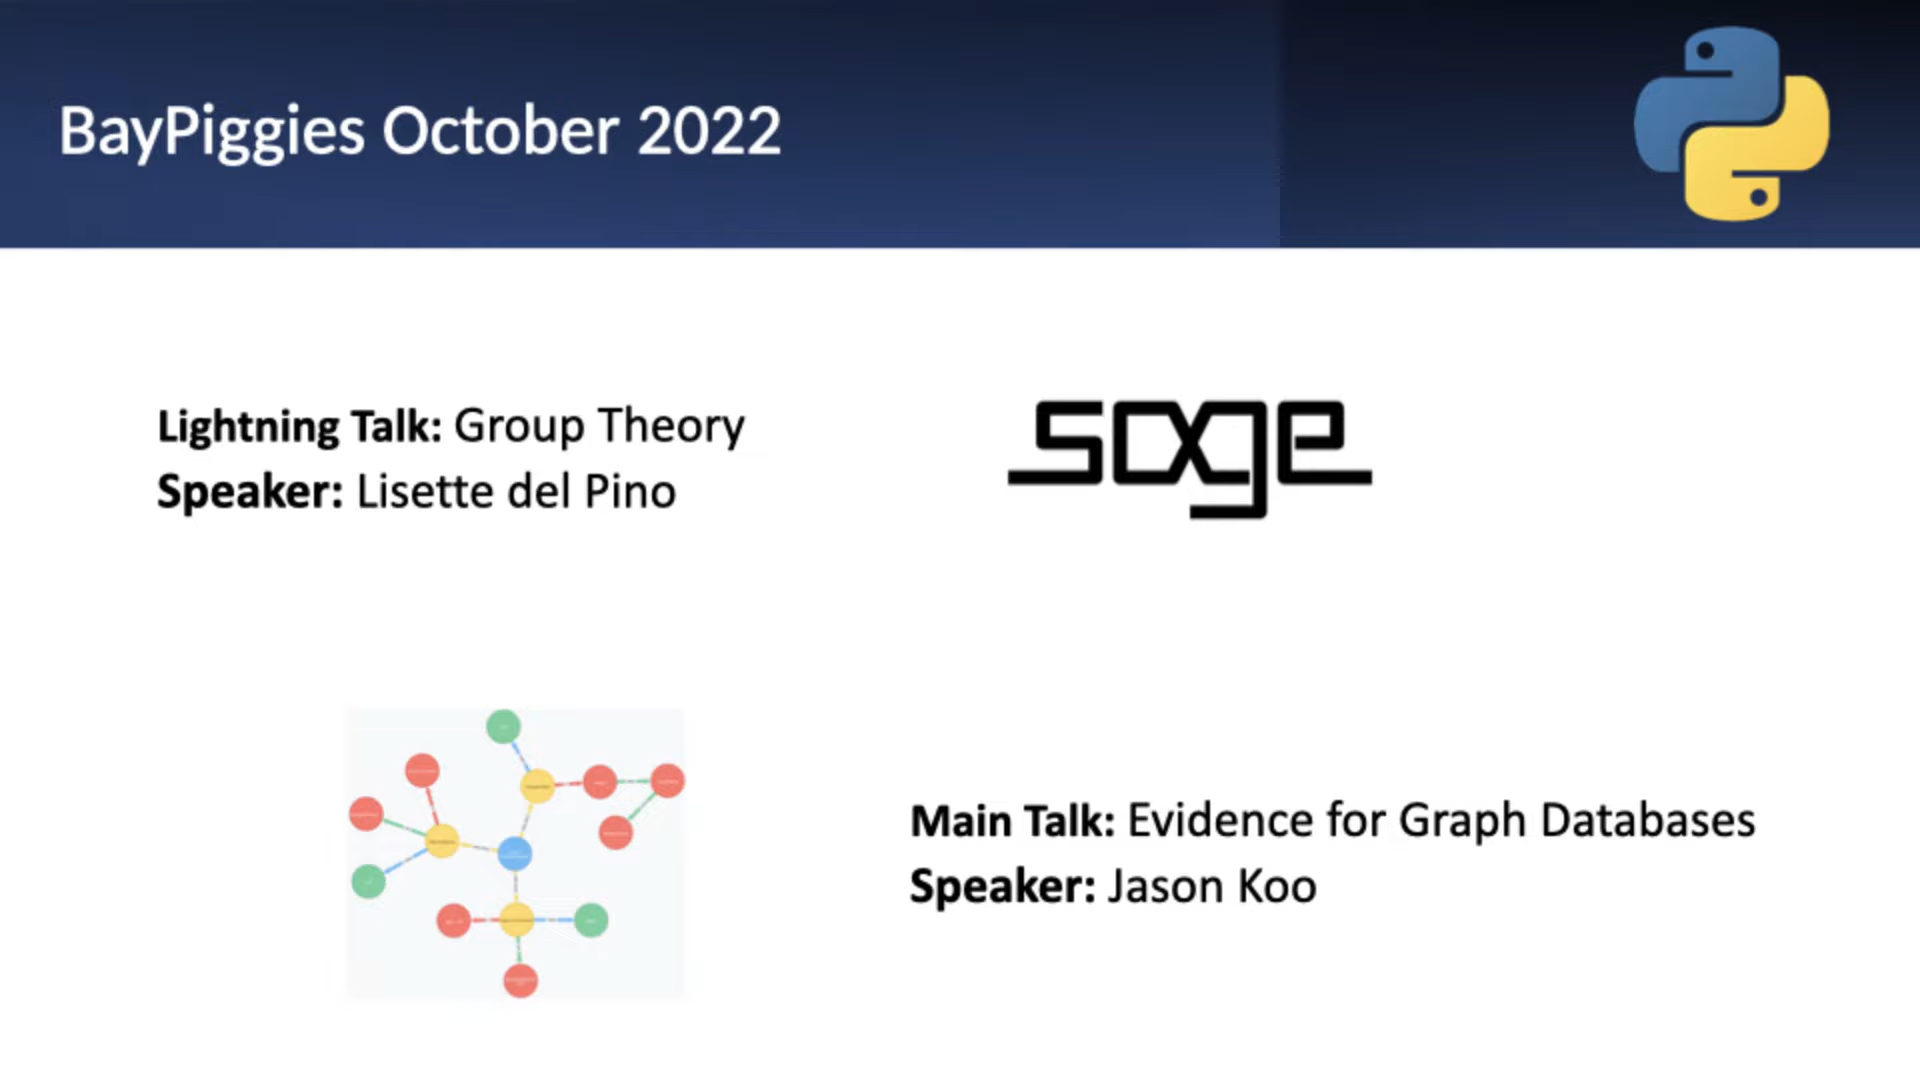 BayPiggies October 2022
Lightning Talk: Group Theory
Speaker: Lisette del Pino
sage
Main Talk: Evidence for Graph Databases
Speaker: Jason Koo